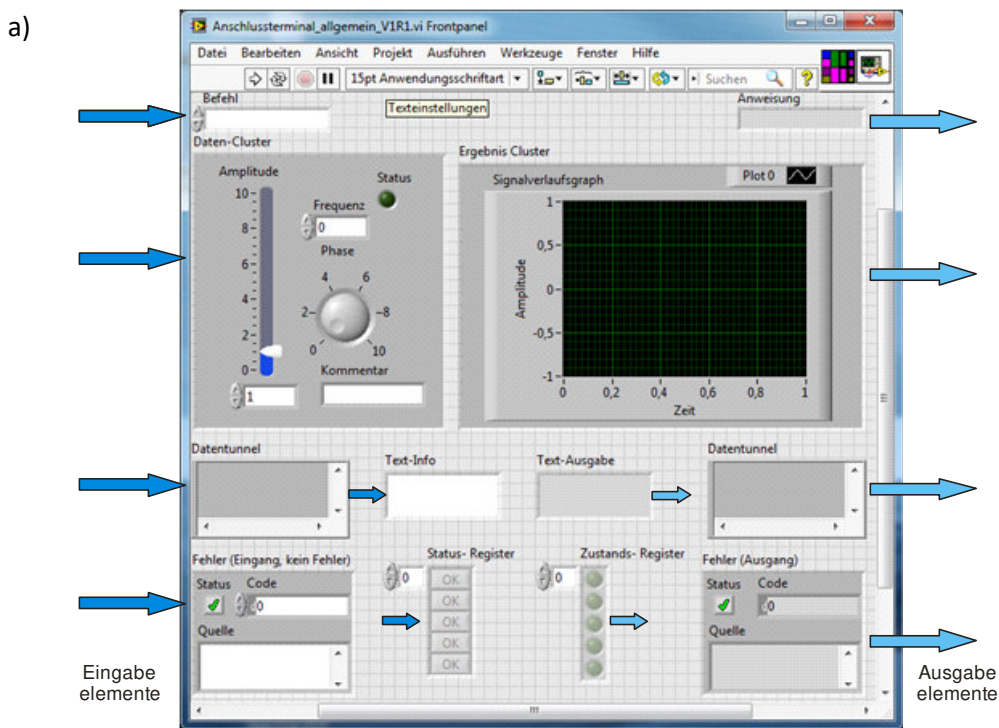 a)
Anschlussterminal_allgemein_V1R1.vi Frontpanel
Datei Bearbeiten Ansicht Projekt Ausführen Werkzeuge Fenster Hilfe
15pt Anwendungsschriftart Suchen ?
Texteinstellungen
Befehl
Anweisung
Daten-Cluster
Amplitude
10
8
6
4
2
0
1
Status
Frequenz
0
Phase
0 2 4 6 8 10
Kommentar
Ergebnis Cluster
Signalverlaufsgraph
Plot 0
Amplitude
1
0,5
0
-0,5
-1
0 0,2 0,4 0,6 0,8 1
Zeit
Datentunnel
Text-Info
Text-Ausgabe
Datentunnel
Fehler (Eingang, kein Fehler)
Status Code
0
Quelle
Status- Register
0
OK
OK
OK
OK
OK
Zustands- Register
0
Fehler (Ausgang)
Status Code
0
Quelle
Eingabe
elemente
Ausgabe
elemente